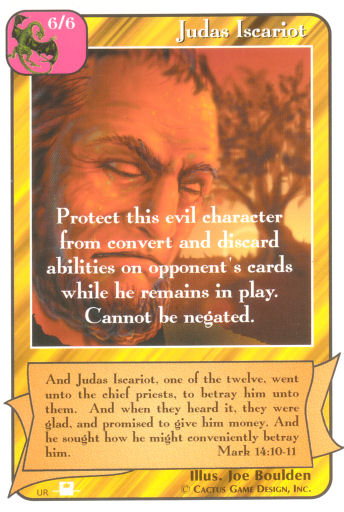 6/6
Judas Iscariot
Protect this evil character
from convert and discard
abilities on opponent's cards
while he remains in play.
Cannot be negated.
And Judas Iscariot, one of the twelve, went
unto the chief priests, to betray him unto
them. And when they heard it, they were
glad, and promised to give him money. And
he sought how he might conveniently betray
him. Mark 14:10-11
Illus. Joe Boulden
© Cactus Game Design, Inc.
UR